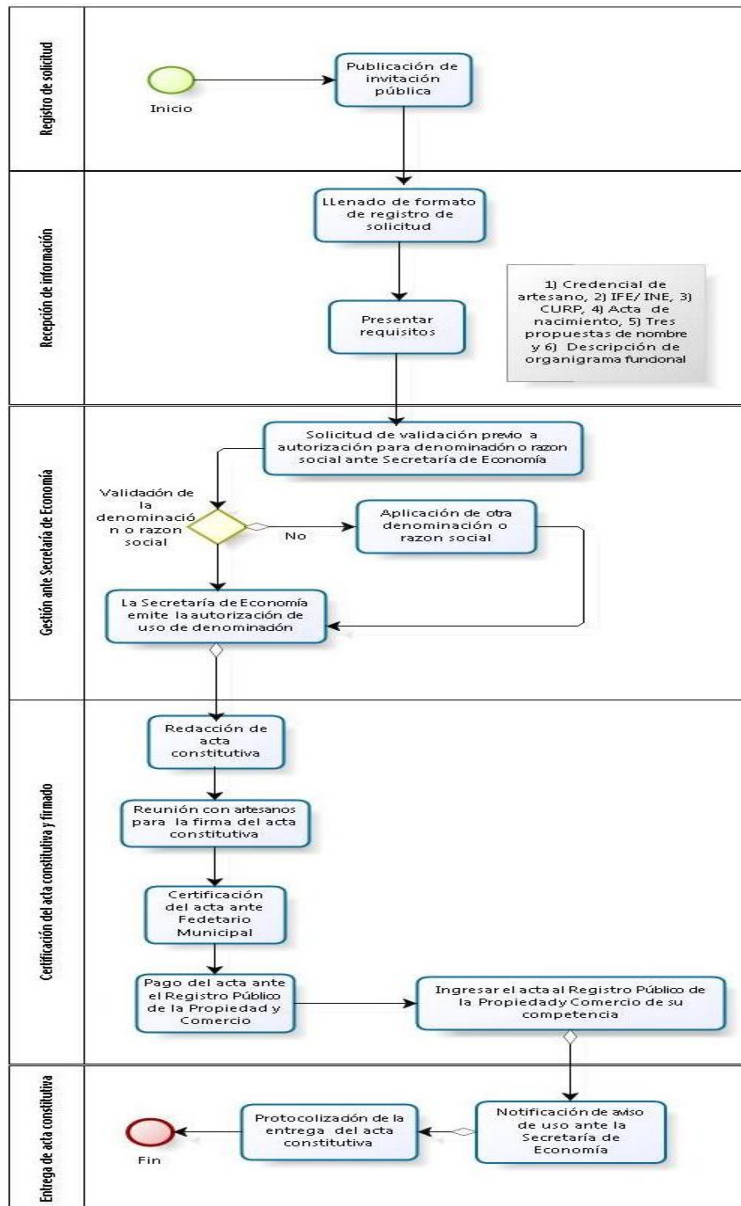 Registro de solicitud
Inicio
Publicación de
invitación
pública
Recepción de información
LLenado de formato
de registro de
solicitud
Presentar
requisitos
1) Credencial de
artesano, 2) IFE/ INE, 3)
CURP, 4) Acta de
nacimiento, 5) Tres
propuestas de nombre
y 6) Descripción de
organigrama funcional
Gestión ante Secretaría de Economía
Solicitud de validación previo a
autorización para denominación o razon
social ante Secretaría de Economía
Validación de
la
denominació
n o razon
social
No
Aplicación de otra
denominación o
razon social
La Secretaría de Economía
emite la autorización de
uso de denominación
Certificación del acta constitutiva y firmado
Redacción de
acta
constitutiva
Reunión con artesanos
para la firma del acta
constitutiva
Certificación
del acta ante
Fedetario
Municipal
Pago del acta ante
el Registro Público
de la Propiedad y
Comercio
Ingresar el acta al Registro Público de
la Propiedad y Comercio de su
competencia
Entrega de acta constitutiva
Notificación de aviso
de uso ante la
Secretaría de
Economía
Protocolización de la
entrega del acta
constitutiva
Fin